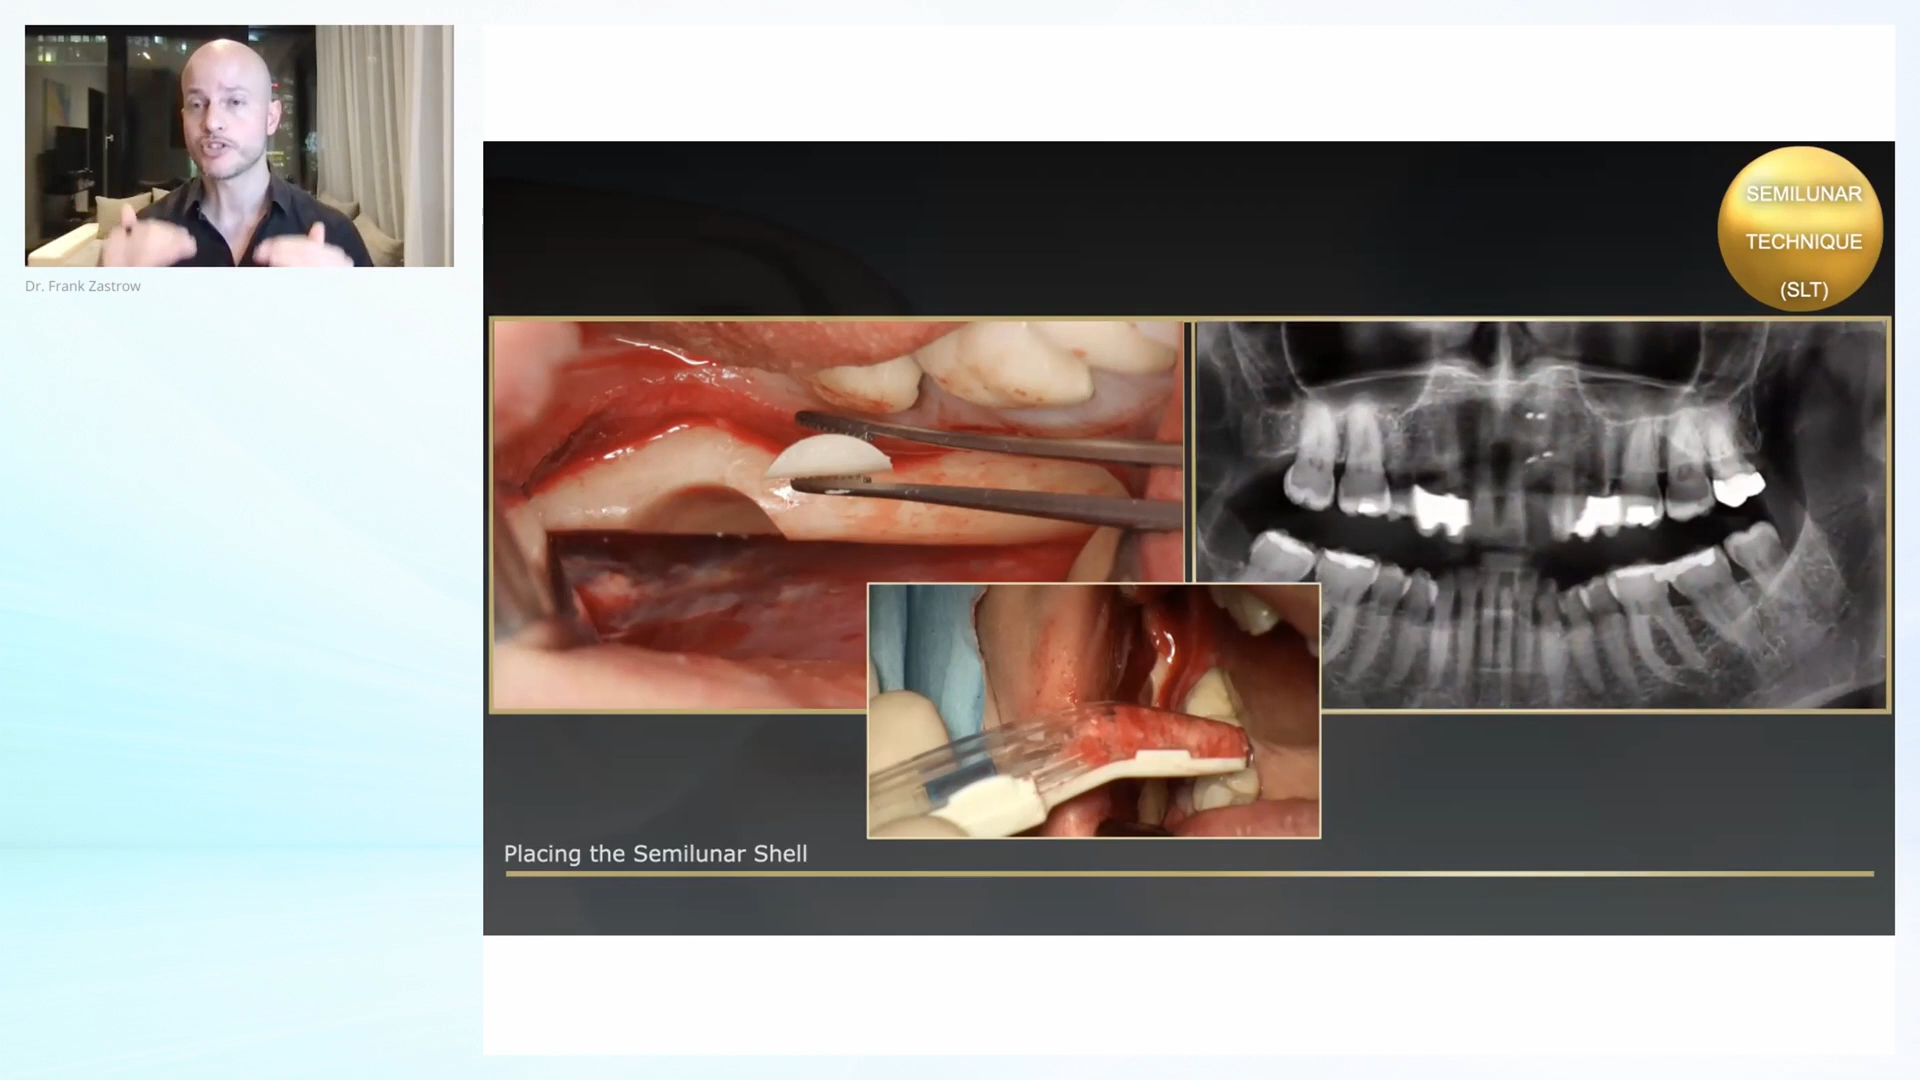 Dr. Frank Zastrow
SEMILUNAR
TECHNIQUE
(SLT)
Placing the Semilunar Shell